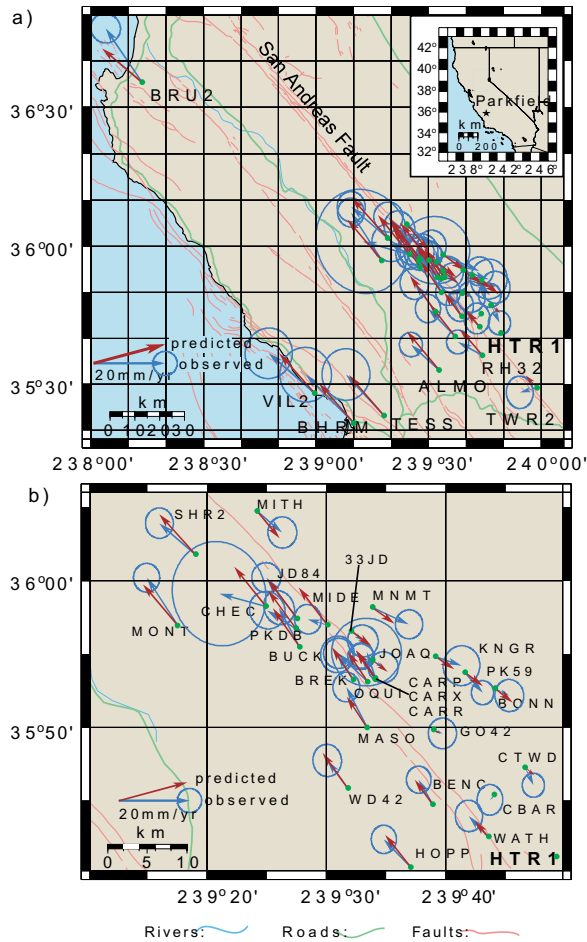 a)
San Andreas Fault
BRU2
42°
40°
38°
36°
34°
32°
Parkfield
km
0 200
238° 2 4 6°
36°30'
36°00'
35°30'
predicted
observed
20mm/yr
km
0 10 20 30
HTR1
RH32
ALMO
TWR2
VIL2
BHRM
TESS
238°00' 238°30' 239°00' 239°30' 240°00'
b)
SHR2
MITH
33JD
36°00'
JD84
MIDE
MNMT
CHEC
MONT
PKDB
BUCK
JOAQ
KNGR
PK59
BREK
OQUI
CARP
CARX
CARR
BONN
35°50'
MASO
GO42
CTWD
predicted
observed
20mm/yr
WD42
BENC
CBAR
km
0 5 10
HOPP
WATH
HTR1
239°20' 239°30' 239°40'
Rivers: Roads: Faults: